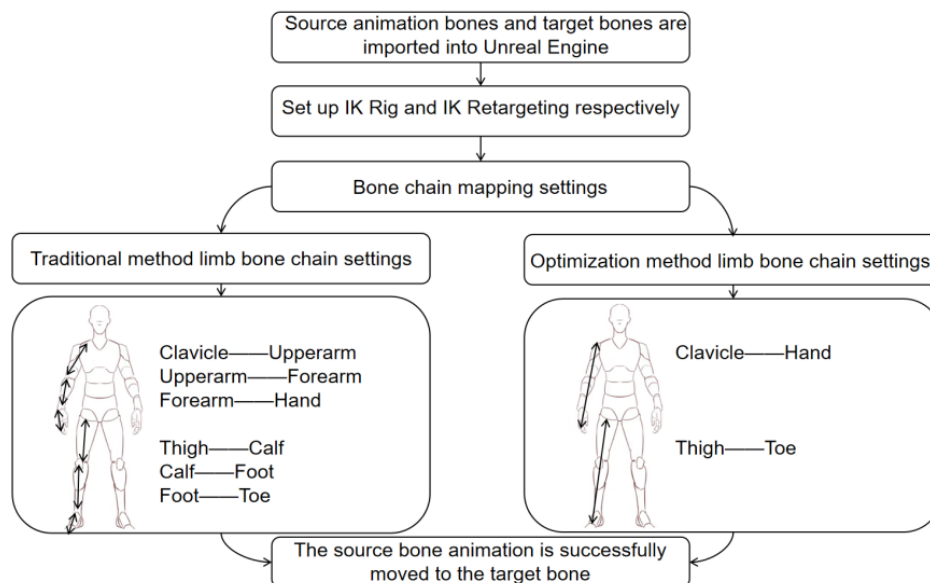 Source animation bones and target bones are
imported into Unreal Engine
Set up IK Rig and IK Retargeting respectively
Bone chain mapping settings
Traditional method limb bone chain settings
Optimization method limb bone chain settings
Clavicle——Upperarm
Upperarm——Forearm
Forearm——Hand
Thigh——Calf
Calf——Foot
Foot——Toe
Clavicle——Hand
Thigh——Toe
The source bone animation is successfully
moved to the target bone